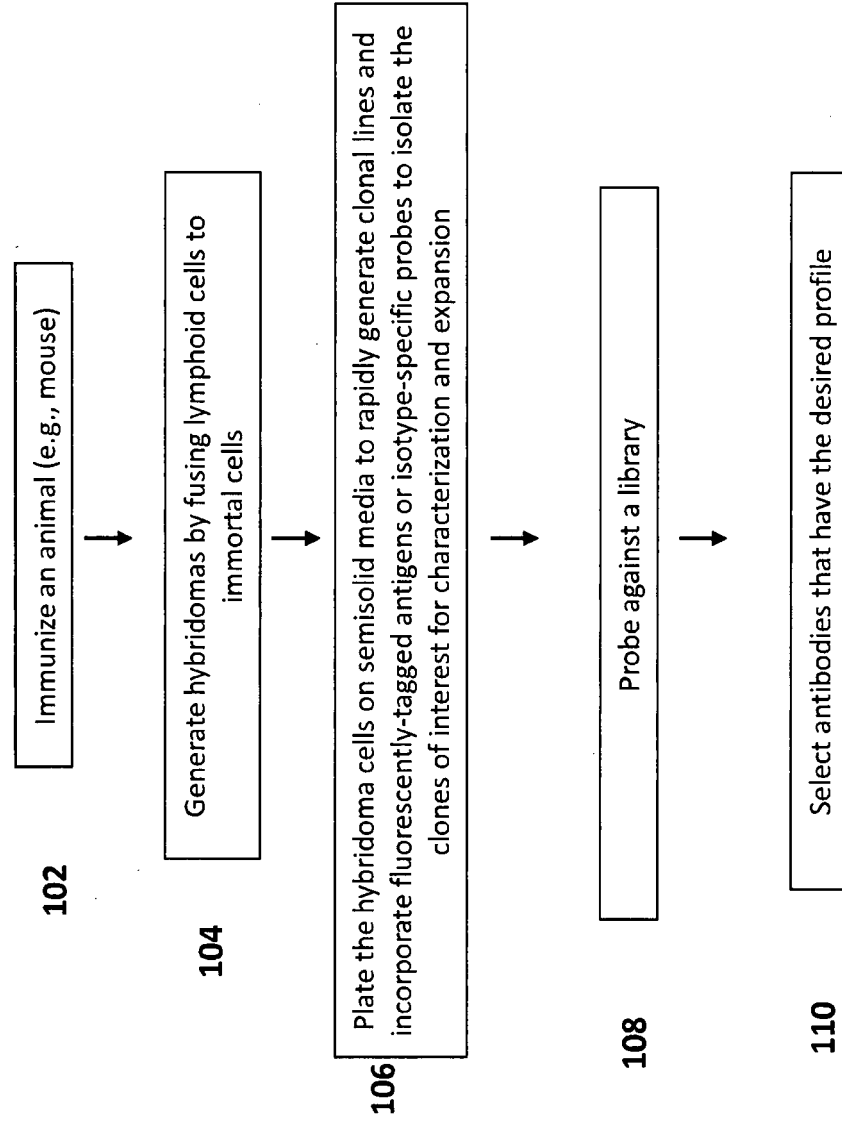 102
Immunize an animal (e.g., mouse)
104
Generate hybridomas by fusing lymphoid cells to
immortal cells
106
Plate the hybridoma cells on semisolid media to rapidly generate clonal lines and
incorporate fluorescently-tagged antigens or isotype-specific probes to isolate the
clones of interest for characterization and expansion
108
Probe against a library
110
Select antibodies that have the desired profile